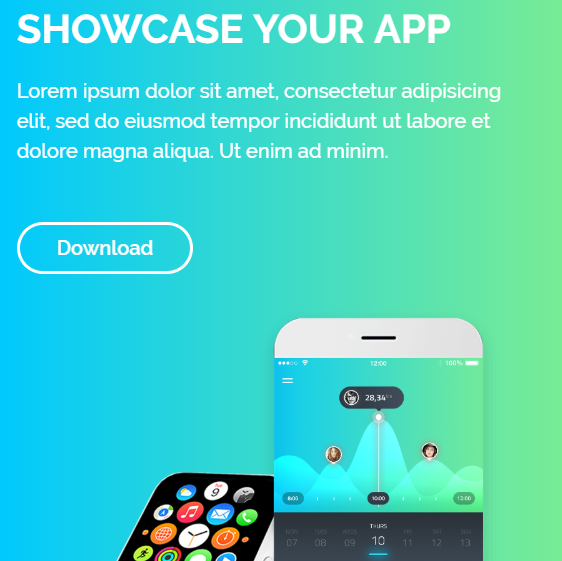 SHOWCASE YOUR APP
Lorem ipsum dolor sit amet, consectetur adipisicing
elit, sed do eiusmod tempor incididunt ut labore et
dolore magna aliqua. Ut enim ad minim.
Download
12:00 100%
28,34
8:00 10:00 12:00
THURS
MON TUES WED FRI SAT SUN
07 08 09 10 11 12 13
9